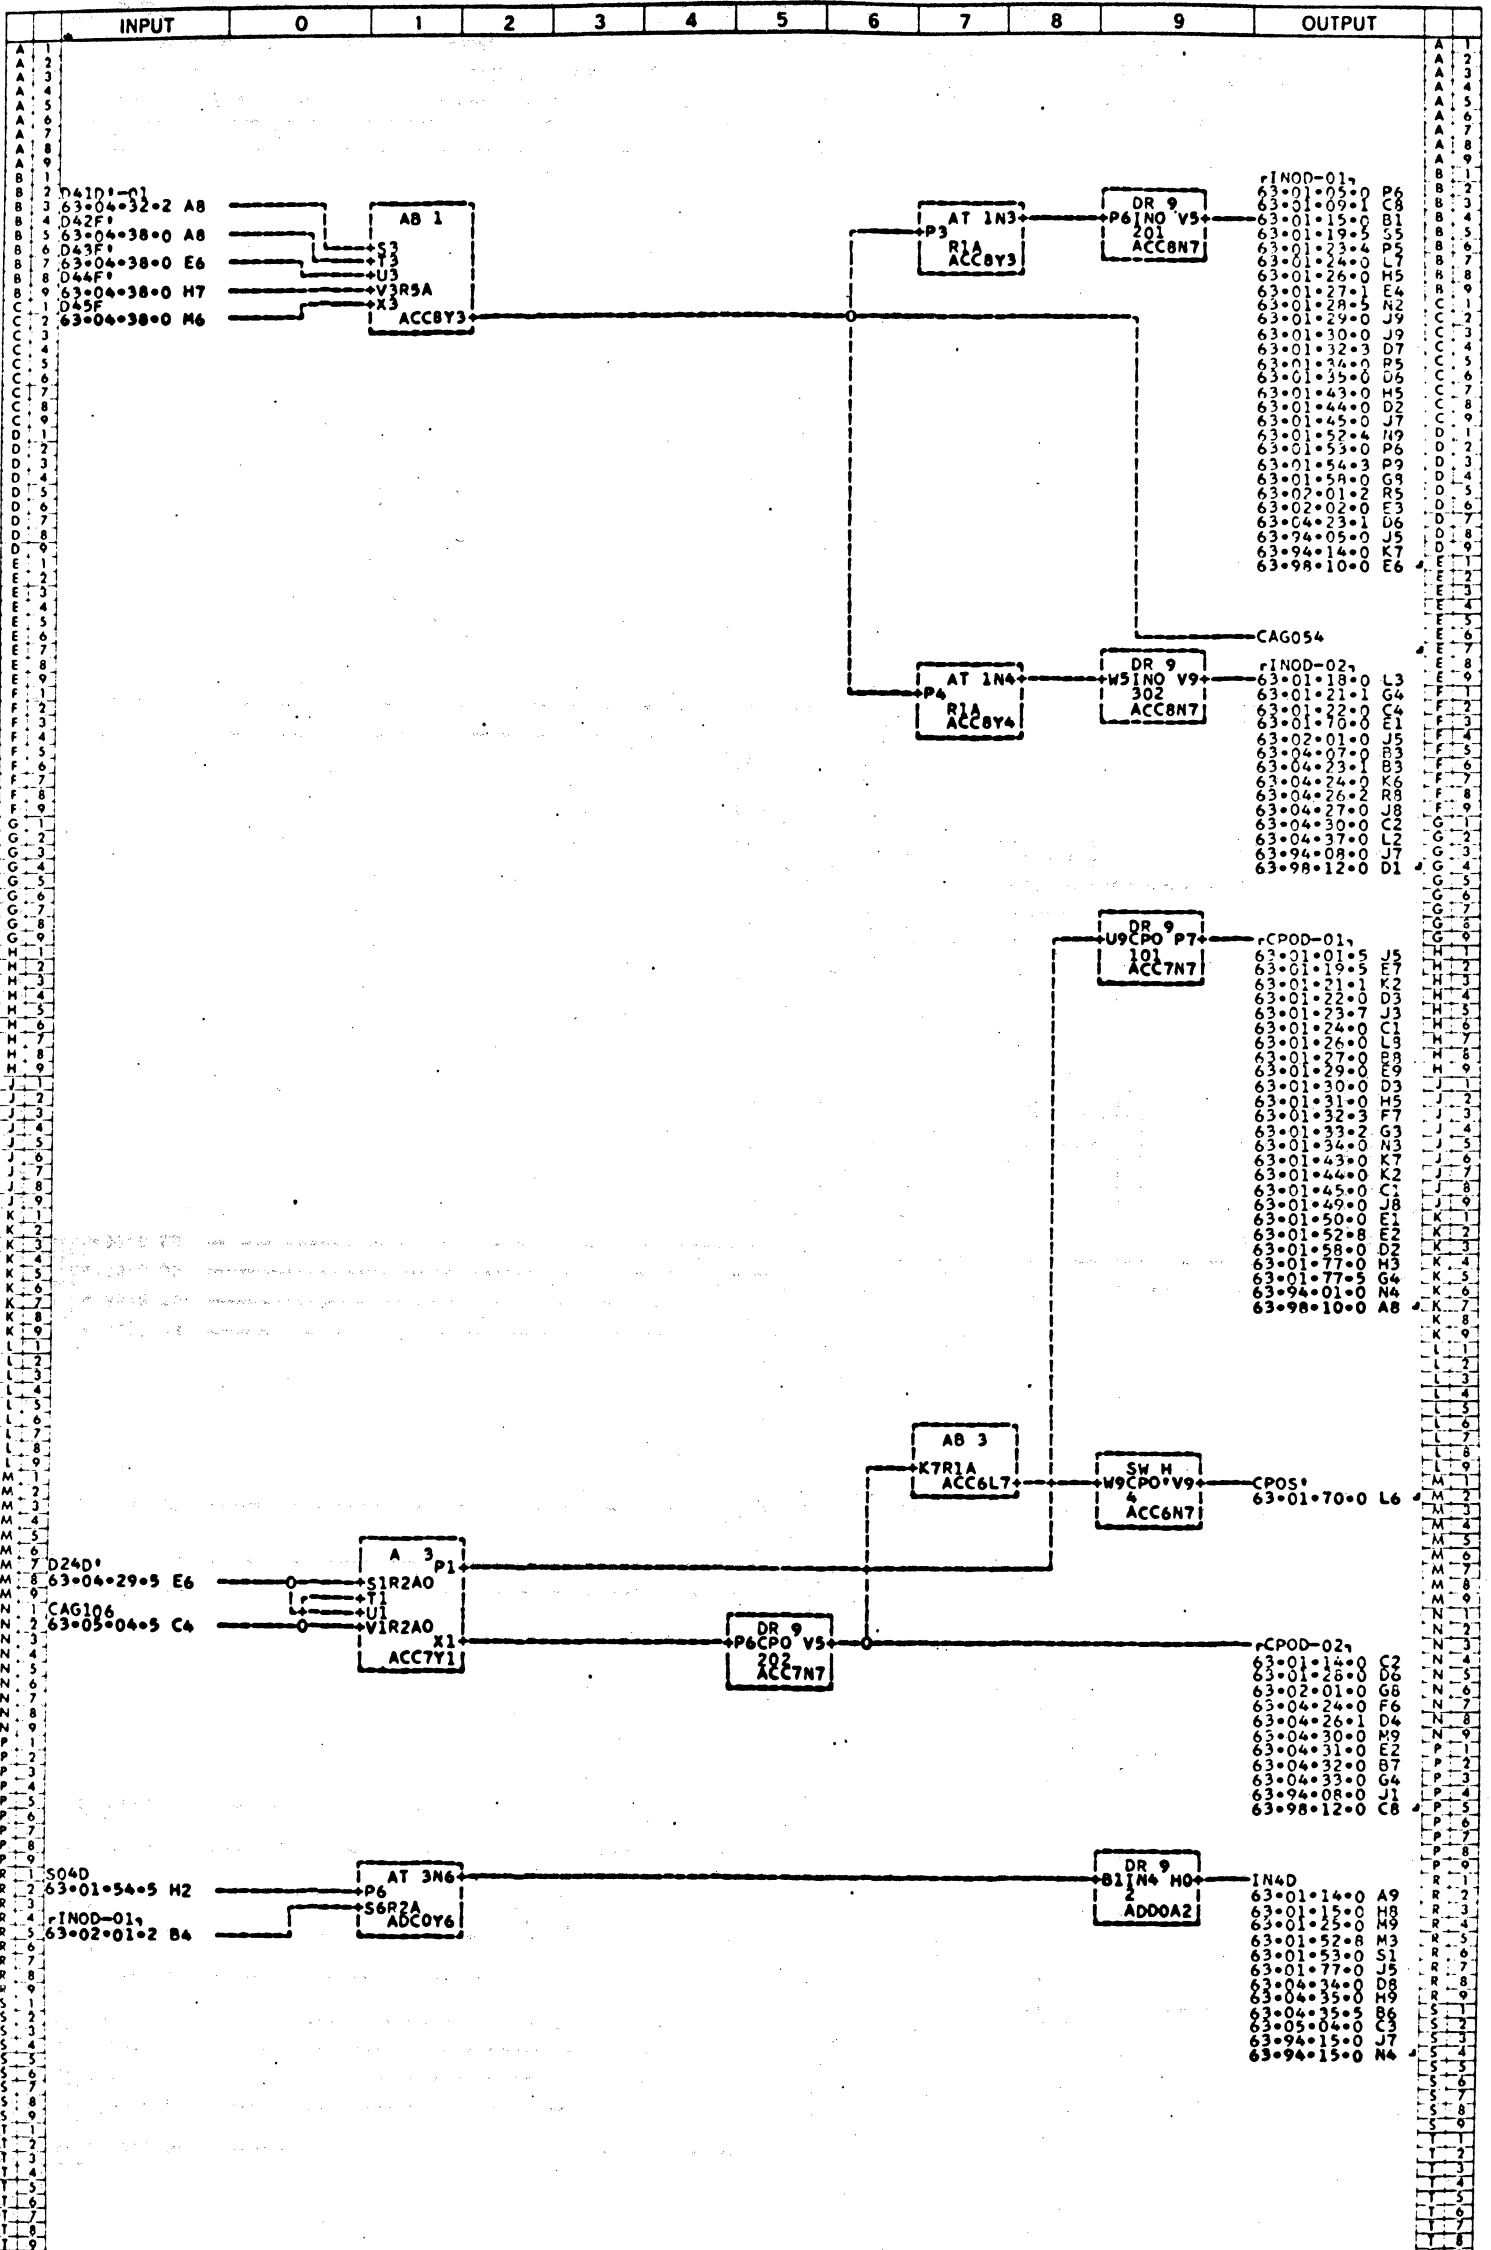 INPUT 0 1 2 3 4 5 6 7 8 9 OUTPUT
D41D'-01
63•04•32•2 A8
D42F'
63•04•38•0 A8
D43F'
63•04•38•0 E6
D44F'
63•04•38•0 H7
D45F
63•04•38•0 M6
AB 1
S3
T3
U3
V3R5A
X3
ACC8Y3
AT 1N3
P3
R1A
ACC8Y3
DR 9
P6INO V5
201
ACC8N7
INOD-01
63•01•05•0 P6
63•01•09•1 C8
63•01•15•0 B1
63•01•19•5 S5
63•01•23•4 P5
63•01•24•0 L7
63•01•26•0 H5
63•01•27•1 E4
63•01•28•5 N2
63•01•29•0 J9
63•01•30•0 J9
63•01•32•3 D7
63•01•34•0 R5
63•01•35•0 D6
63•01•43•0 H5
63•01•44•0 D2
63•01•45•0 J7
63•01•52•4 N9
63•01•53•0 P6
63•01•54•3 P9
63•01•58•0 G9
63•02•01•2 R5
63•02•02•0 E3
63•04•23•1 D6
63•94•05•0 J5
63•94•14•0 K7
63•98•10•0 E6
CAG054
AT 1N4
P4
R1A
ACC8Y4
DR 9
W5INO V9
302
ACC8N7
INOD-02
63•01•18•0 L3
63•01•21•1 G4
63•01•22•0 C4
63•01•70•0 E1
63•02•01•0 J5
63•04•07•0 B3
63•04•23•1 B3
63•04•24•0 K6
63•04•26•2 R8
63•04•27•0 J8
63•04•30•0 C2
63•04•37•0 L2
63•94•08•0 J7
63•98•12•0 D1
DR 9
U9CPO P7
101
ACC7N7
CPOD-01
63•01•01•5 J5
63•01•19•5 E7
63•01•21•1 K2
63•01•22•0 D3
63•01•23•7 J3
63•01•24•0 C1
63•01•26•0 L8
63•01•27•0 B8
63•01•29•0 E9
63•01•30•0 D3
63•01•31•0 H5
63•01•32•3 F7
63•01•33•2 G3
63•01•34•0 N3
63•01•43•0 K7
63•01•44•0 K2
63•01•45•0 C1
63•01•49•0 J8
63•01•50•0 E1
63•01•52•8 E2
63•01•58•0 D2
63•01•77•0 H3
63•01•77•5 G4
63•94•01•0 N4
63•98•10•0 A8
AB 3
K7R1A
ACC6L7
SW H
W9CPO'V9
4
ACC6N7
CPOS'
63•01•70•0 L6
D24D'
63•04•29•5 E6
CAG106
63•05•04•5 C4
A 3
P1
S1R2AO
T1
U1
V1R2AO
X1
ACC7Y1
DR 9
P6CPO V5
202
ACC7N7
CPOD-02
63•01•14•0 C2
63•01•28•0 D6
63•02•01•0 G8
63•04•24•0 F6
63•04•26•1 D4
63•04•30•0 M9
63•04•31•0 E2
63•04•32•0 B7
63•04•33•0 G4
63•94•08•0 J1
63•98•12•0 C8
S04D
63•01•54•5 H2
INOD-01
63•02•01•2 B4
AT 3N6
P6
S6R2A
ADC0Y6
DR 9
B1IN4 H0
2
ADD0A2
IN4D
63•01•14•0 A9
63•01•15•0 H8
63•01•25•0 M9
63•01•52•8 M3
63•01•53•0 S1
63•01•77•0 J5
63•04•34•0 D8
63•04•35•0 H9
63•04•35•5 B6
63•05•04•0 C3
63•94•15•0 J7
63•94•15•0 N4